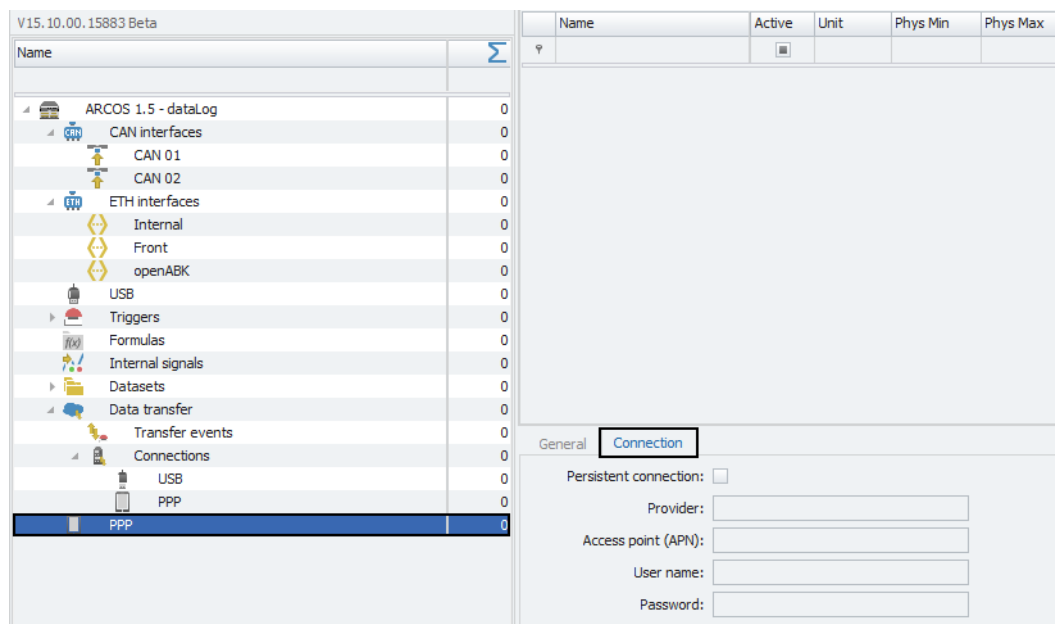 V15.10.00.15883 Beta
Name Σ
ARCOS 1.5 - dataLog 0
CAN CAN interfaces 0
CAN 01 0
CAN 02 0
ETH ETH interfaces 0
Internal 0
Front 0
openABK 0
USB 0
Triggers 0
f(x) Formulas 0
Internal signals 0
Datasets 0
Data transfer 0
Transfer events 0
Connections 0
USB 0
PPP 0
PPP 0
Name Active Unit Phys Min Phys Max
General Connection
Persistent connection:
Provider:
Access point (APN):
User name:
Password: